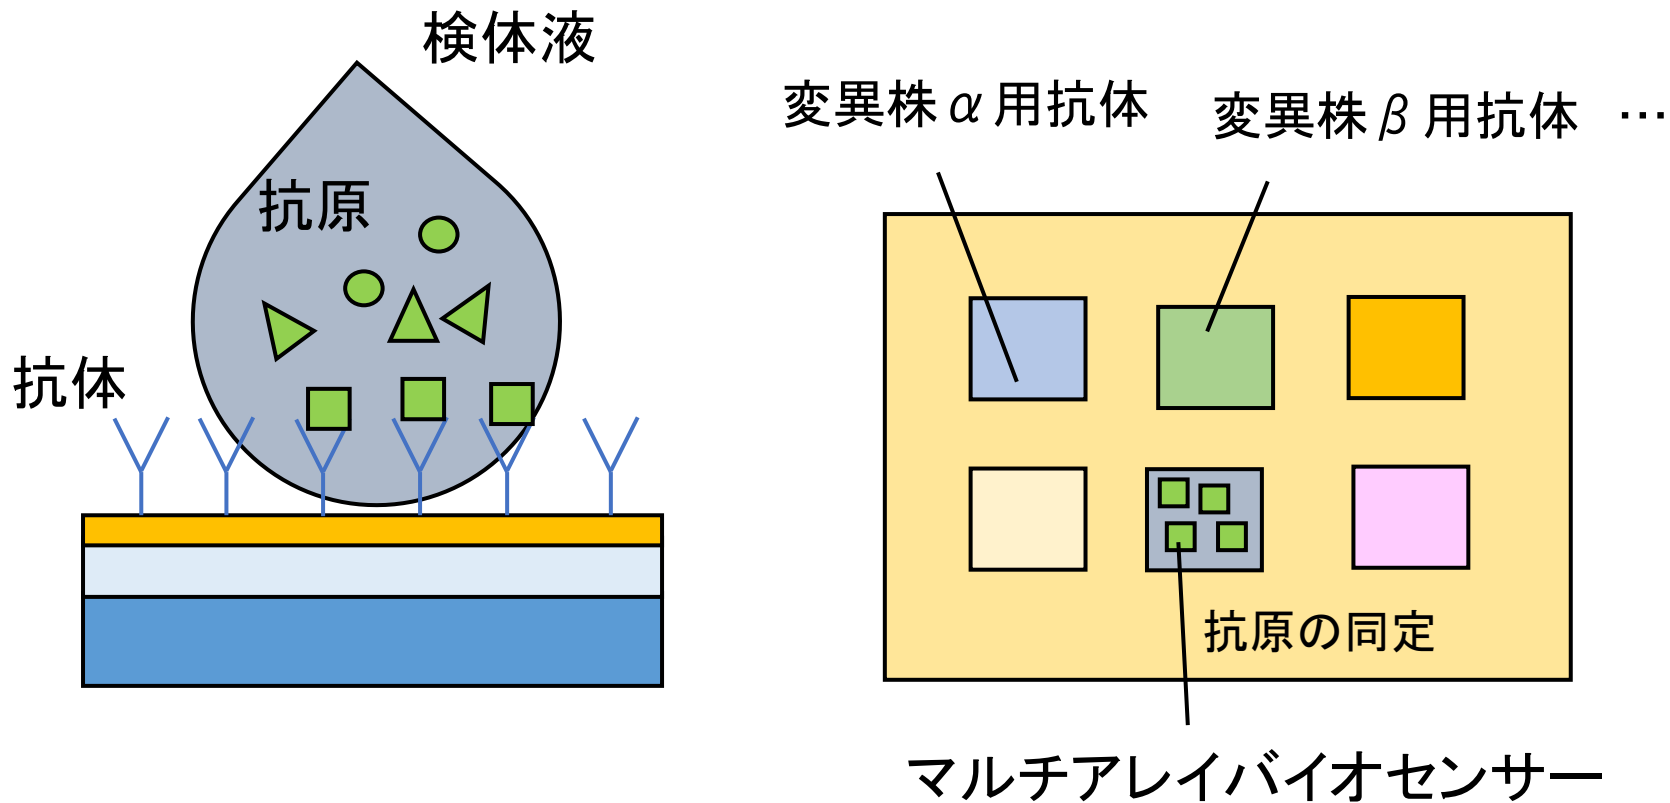 検体液
抗原
抗体
変異株α用抗体
変異株β用抗体 …
抗原の同定
マルチアレイバイオセンサー